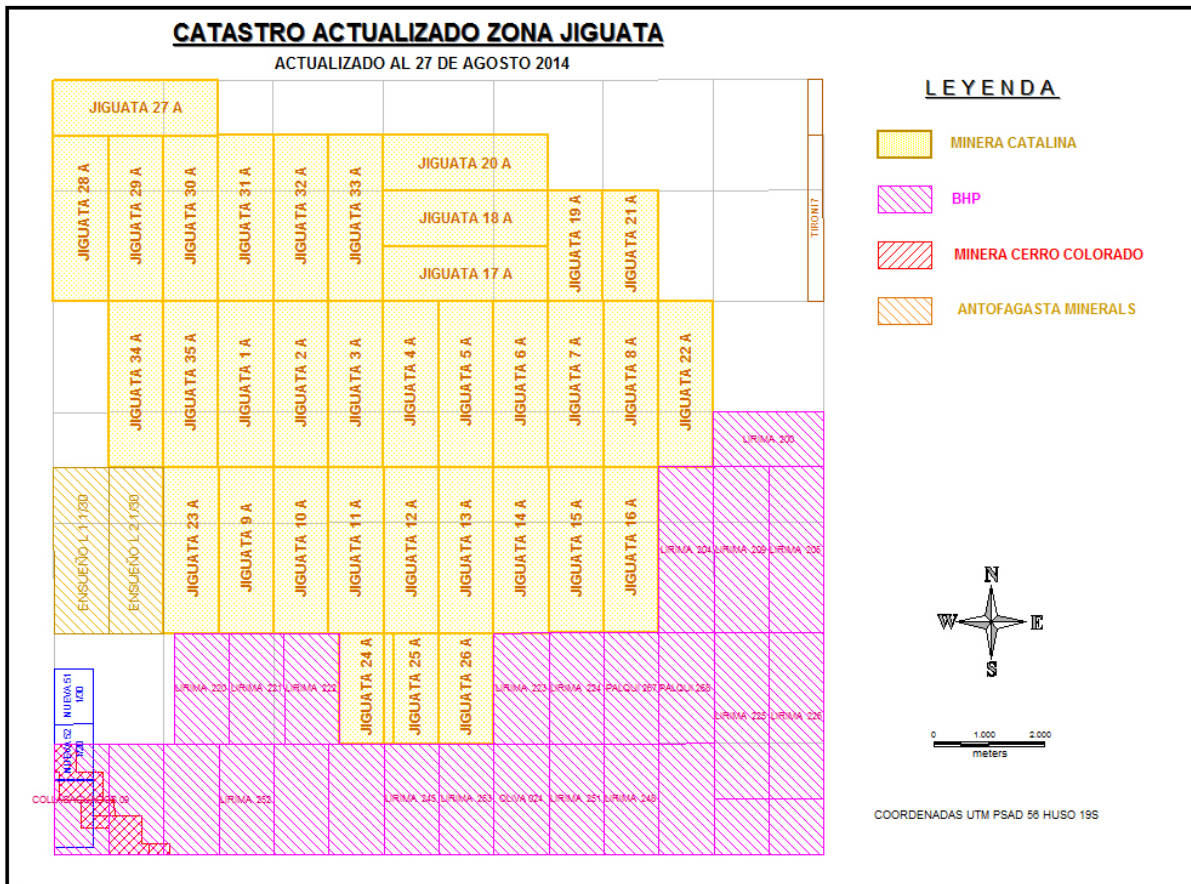 CATASTRO ACTUALIZADO ZONA JIGUATA
ACTUALIZADO AL 27 DE AGOSTO 2014
JIGUATA 27 A
JIGUATA 28 A
JIGUATA 29 A
JIGUATA 30 A
JIGUATA 31 A
JIGUATA 32 A
JIGUATA 33 A
JIGUATA 20 A
JIGUATA 18 A
JIGUATA 17 A
JIGUATA 19 A
JIGUATA 21 A
JIGUATA 34 A
JIGUATA 35 A
JIGUATA 1 A
JIGUATA 2 A
JIGUATA 3 A
JIGUATA 4 A
JIGUATA 5 A
JIGUATA 6 A
JIGUATA 7 A
JIGUATA 8 A
JIGUATA 22 A
LIRIMA 200
ENSUEÑO L 1 1/30
ENSUEÑO L 2 1/30
JIGUATA 23 A
JIGUATA 9 A
JIGUATA 10 A
JIGUATA 11 A
JIGUATA 12 A
JIGUATA 13 A
JIGUATA 14 A
JIGUATA 15 A
JIGUATA 16 A
LIRIMA 204
LIRIMA 209
LIRIMA 205
NUEVA 51
1/30
NUEVA 52
1/20
LIRIMA 220
LIRIMA 221
LIRIMA 222
JIGUATA 24 A
JIGUATA 25 A
JIGUATA 26 A
LIRIMA 223
LIRIMA 224
PALQUI 267
PALQUI 268
LIRIMA 225
LIRIMA 226
LIRIMA 252
LIRIMA 245
LIRIMA 253
OLIVA 024
LIRIMA 251
LIRIMA 248
LEYENDA
MINERA CATALINA
BHP
MINERA CERRO COLORADO
ANTOFAGASTA MINERALS
N
W E
S
0 1.000 2.000
meters
COORDENADAS UTM PSAD 56 HUSO 19S